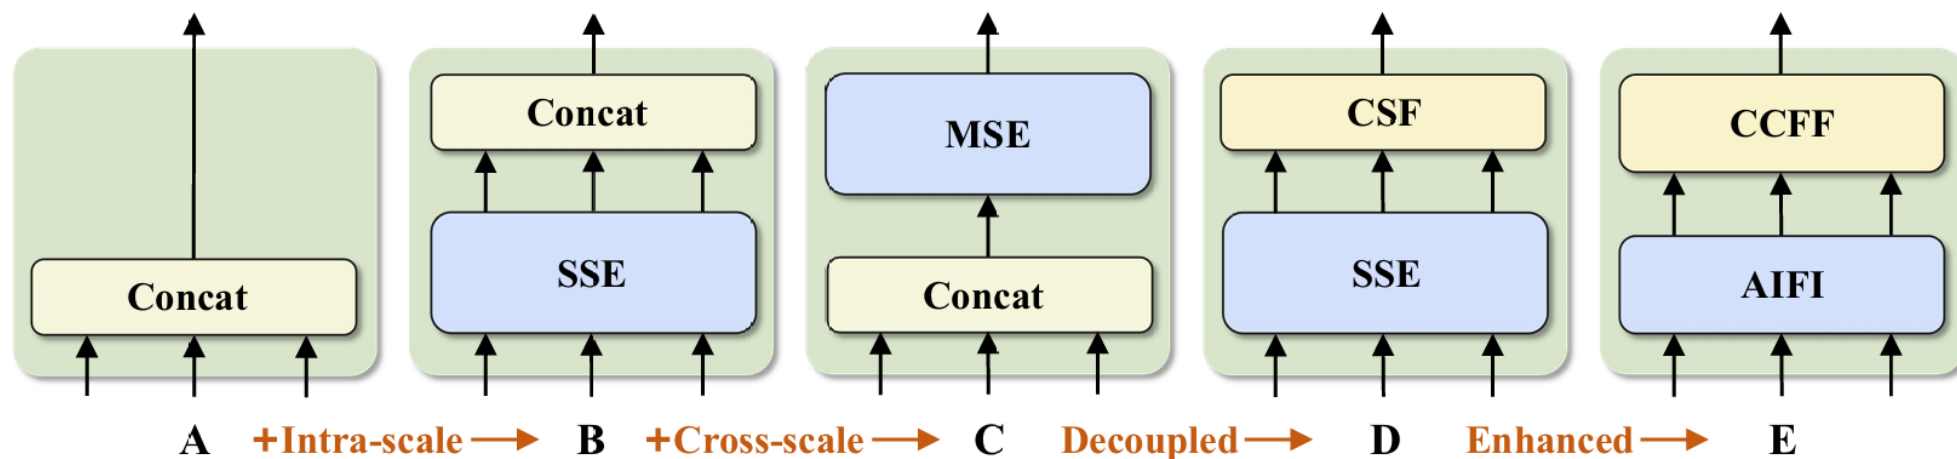 Concat
Concat
SSE
MSE
Concat
CSF
SSE
CCFF
AIFI
A +Intra-scale B +Cross-scale C Decoupled D Enhanced E